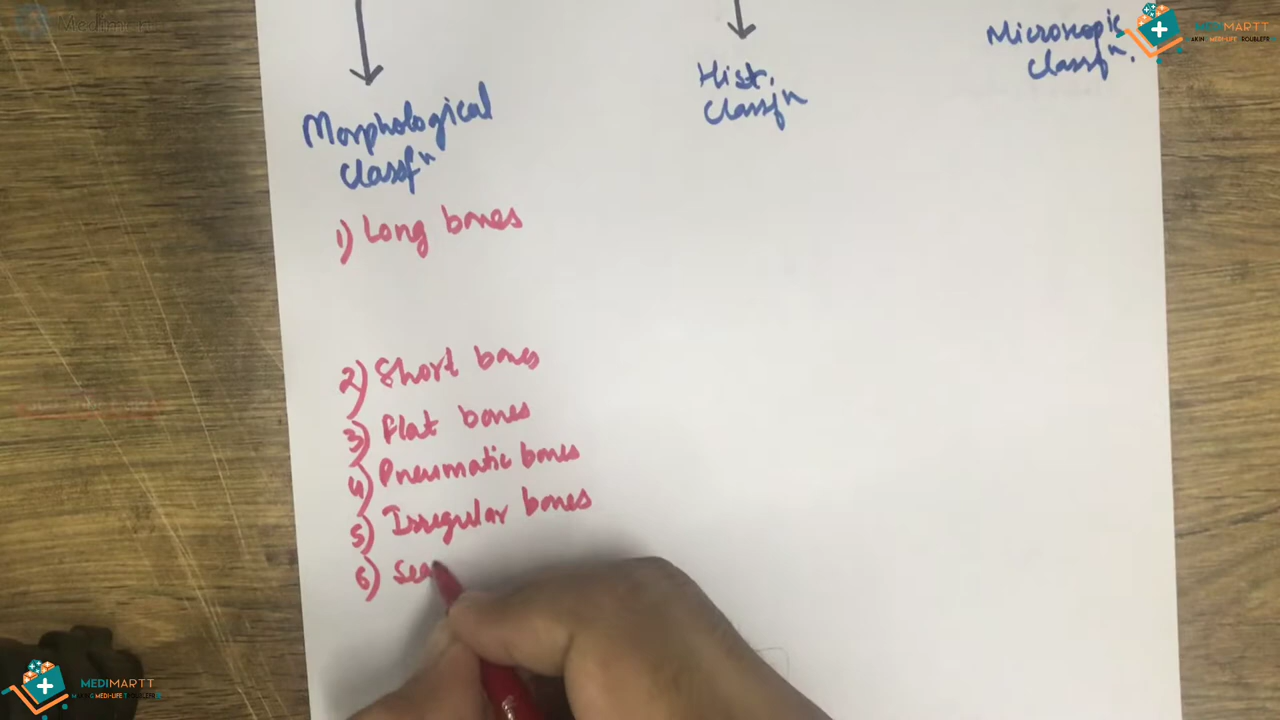 Morphological
classfⁿ
Hist.
classfⁿ
Microscopic
classfⁿ.
1) Long bones
2) Short bones
3) Flat bones
4) Pneumatic bones
5) Irregular bones
6) Se
MEDIMARTT
MEDIMARTT